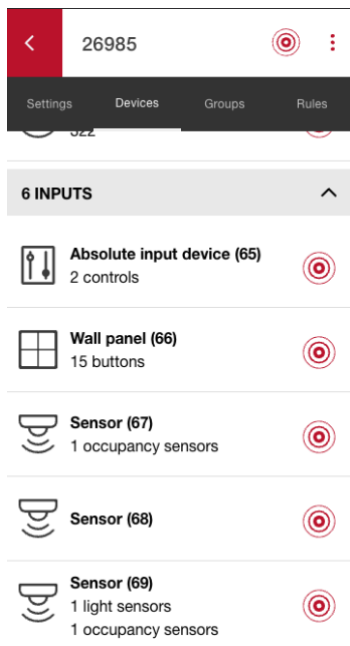 26985
Settings Devices Groups Rules
6 INPUTS
Absolute input device (65)
2 controls
Wall panel (66)
15 buttons
Sensor (67)
1 occupancy sensors
Sensor (68)
Sensor (69)
1 light sensors
1 occupancy sensors